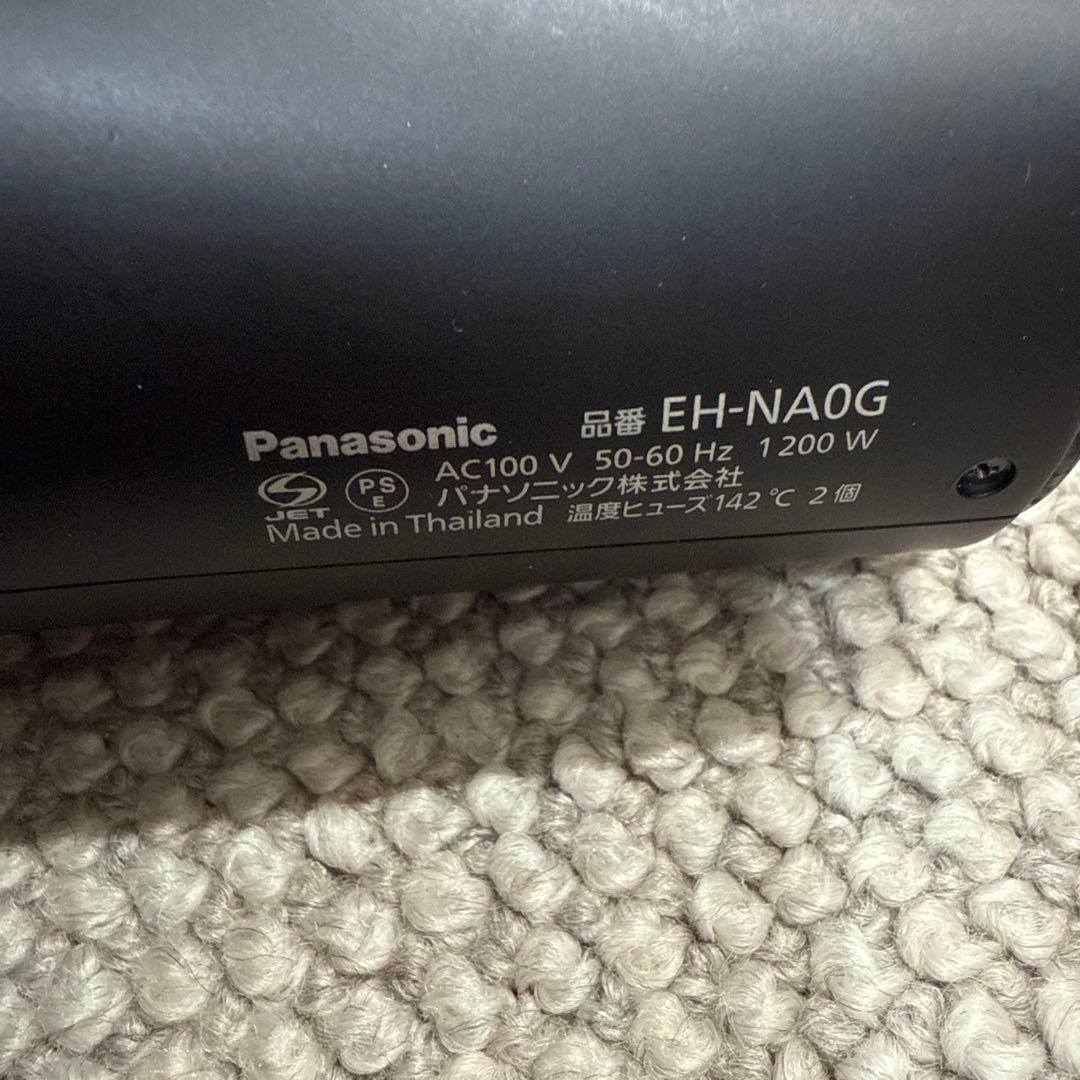 Panasonic 品番 EH-NA0G
AC100 V 50-60 Hz 1200 W
JET PSE パナソニック株式会社
Made in Thailand 温度ヒューズ142℃ 2個